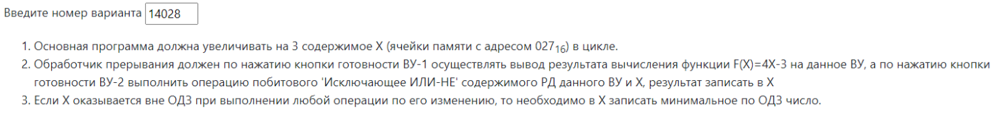 Введите номер варианта 14028
1. Основная программа должна увеличивать на 3 содержимое X (ячейки памяти с адресом 027₁₆) в цикле.
2. Обработчик прерывания должен по нажатию кнопки готовности ВУ-1 осуществлять вывод результата вычисления функции F(X)=4X-3 на данное ВУ, а по нажатию кнопки
готовности ВУ-2 выполнить операцию побитового 'Исключающее ИЛИ-НЕ' содержимого РД данного ВУ и X, результат записать в X
3. Если X оказывается вне ОДЗ при выполнении любой операции по его изменению, то необходимо в X записать минимальное по ОДЗ число.